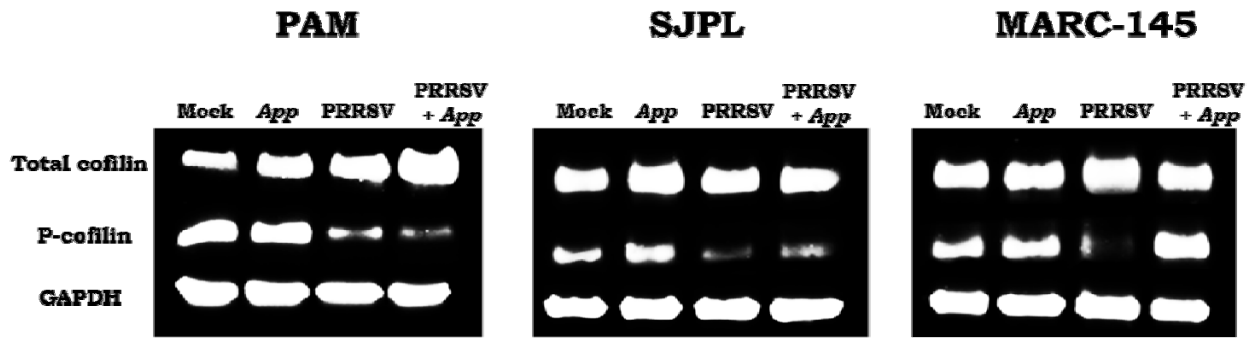 PAM SJPL MARC-145
Mock App PRRSV PRRSV + App Mock App PRRSV PRRSV + App Mock App PRRSV PRRSV + App
Total cofilin
P-cofilin
GAPDH